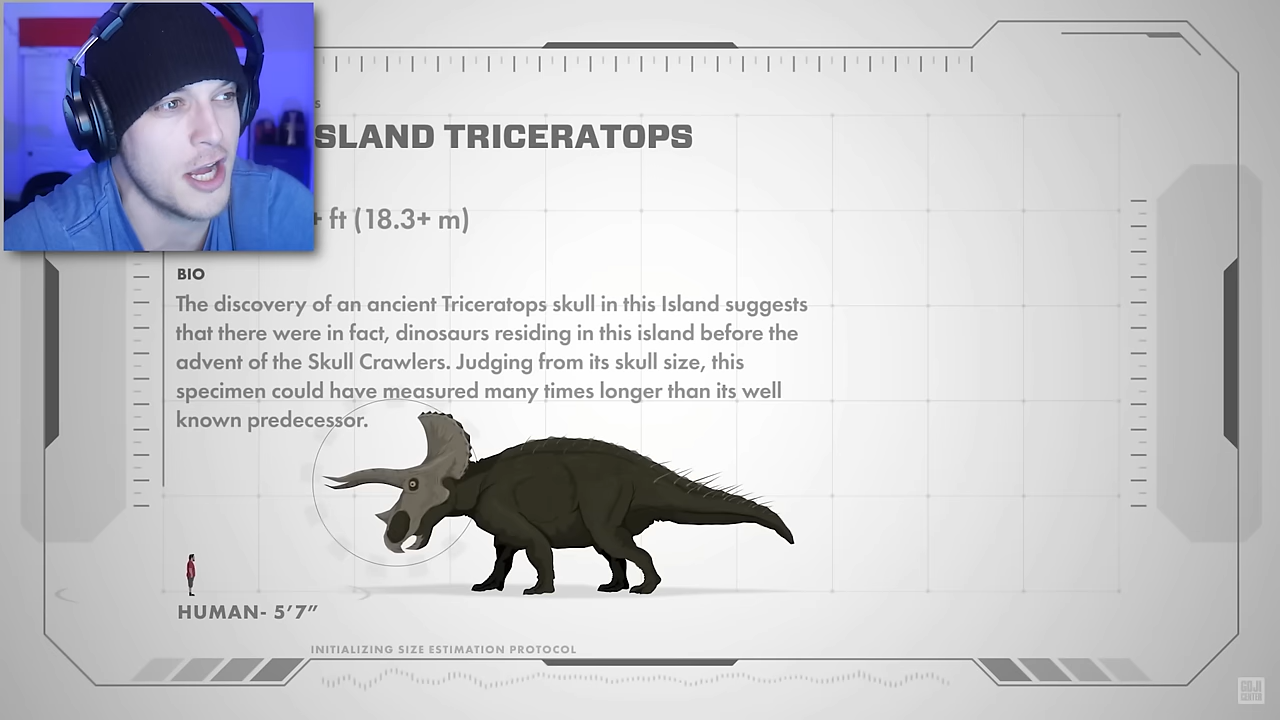 S
SLAND TRICERATOPS
+ ft (18.3+ m)
BIO
The discovery of an ancient Triceratops skull in this Island suggests
that there were in fact, dinosaurs residing in this island before the
advent of the Skull Crawlers. Judging from its skull size, this
specimen could have measured many times longer than its well
known predecessor.
HUMAN- 5’7”
INITIALIZING SIZE ESTIMATION PROTOCOL
GOJI
CENTER